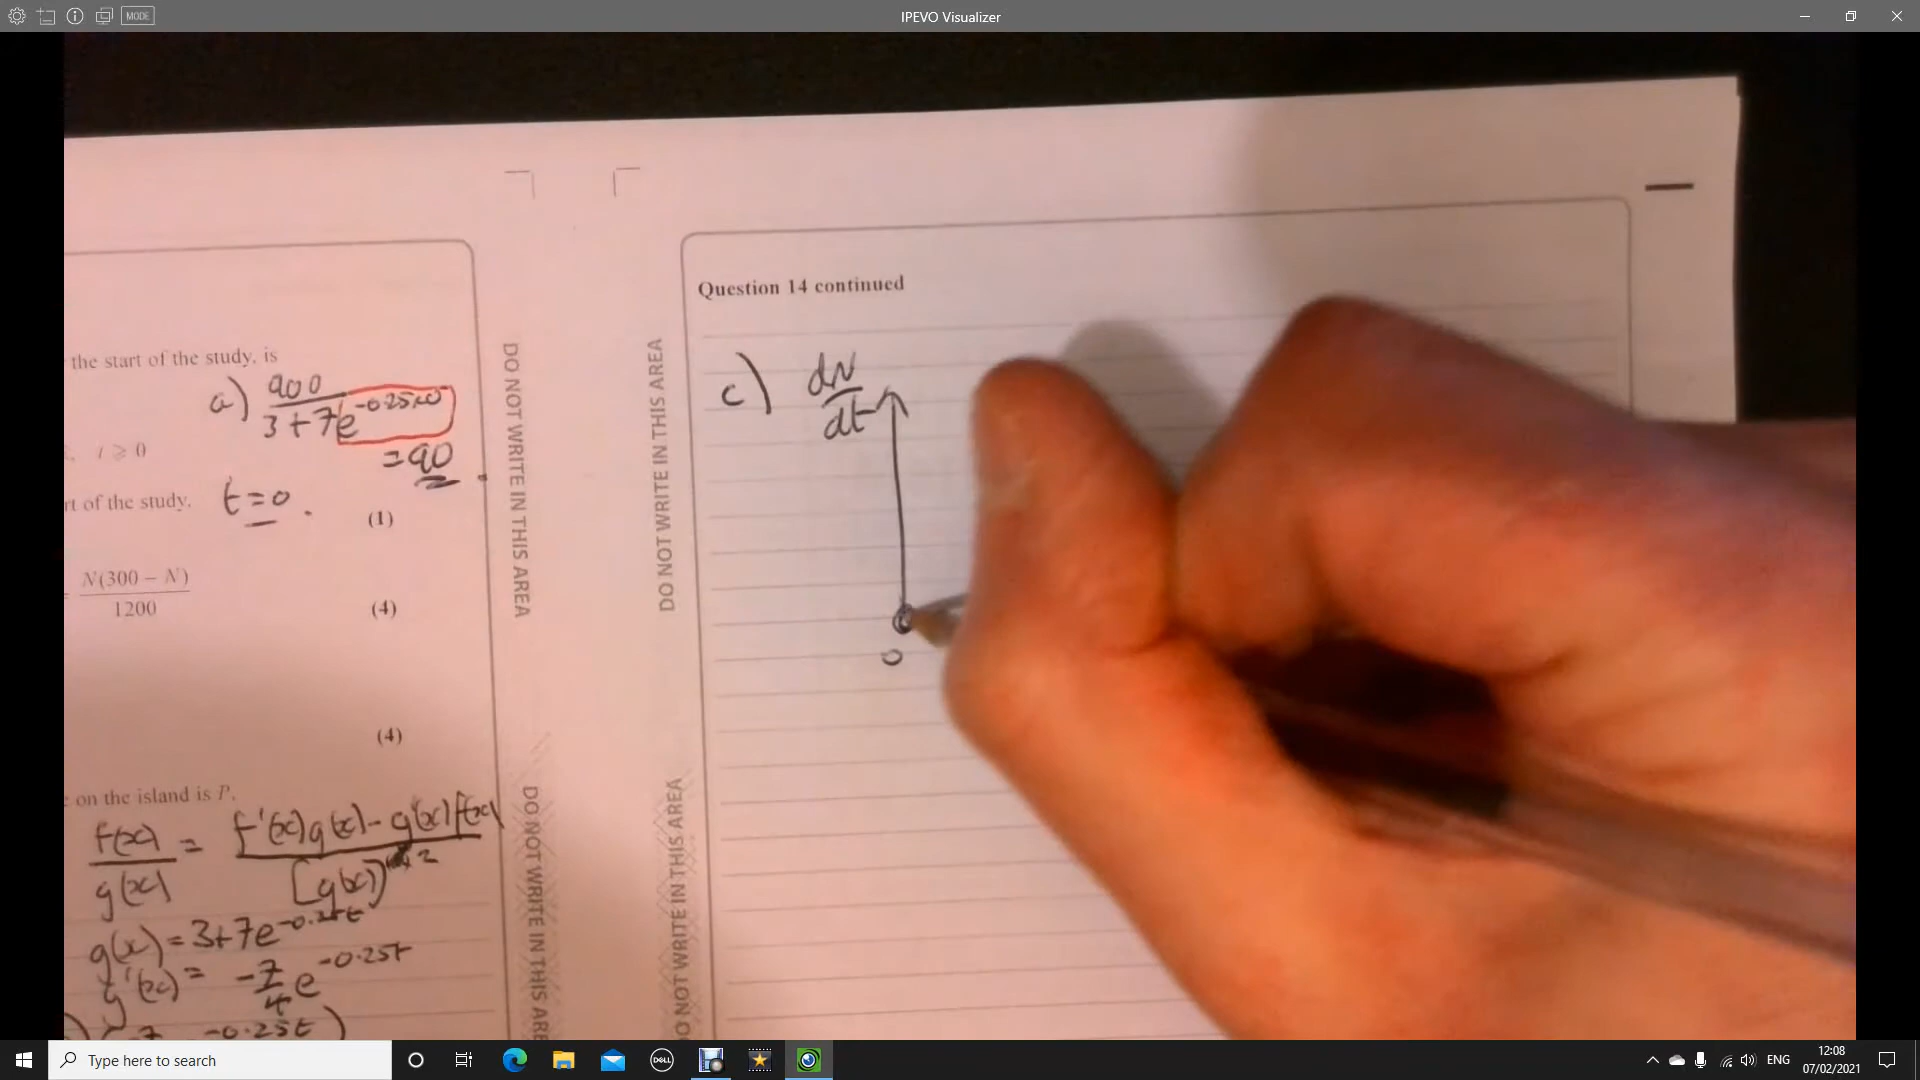 MODE
IPEVO Visualizer
the start of the study, is
a) 900
3 + 7e^-0.25×0
= 90
t ⩾ 0
rt of the study.
t = 0 .
(1)
N(300 − N)
1200
(4)
(4)
on the island is P.
f(x) = f'(x)g(x) - g'(x)f(x)
g(x) [g(x)]^2
g(x) = 3+7e^-0.25t
g'(x) = -7/4 e^-0.25t
-0.25t )
DO NOT WRITE IN THIS AREA
DO NOT WRITE IN THIS AREA
DO NOT WRITE IN THIS ARE
DO NOT WRITE IN THIS AREA
Question 14 continued
c) dN
dt
0
Type here to search
DELL
ENG
12:08
07/02/2021